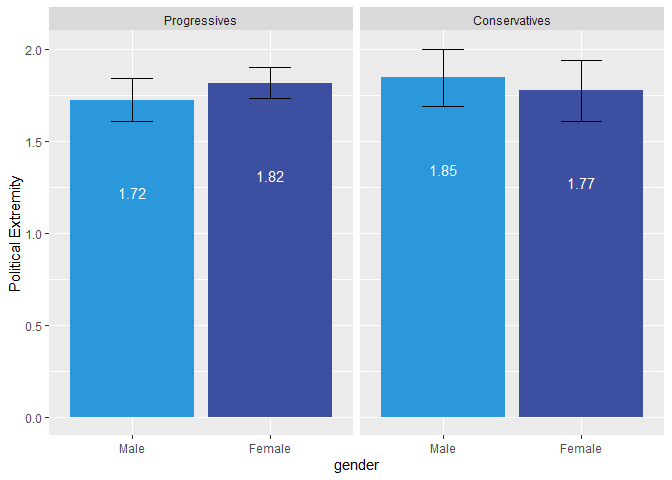 Progressives Conservatives
2.0
1.5
1.0
0.5
0.0
Political Extremity
1.72
1.82
1.85
1.77
Male Female Male Female
gender